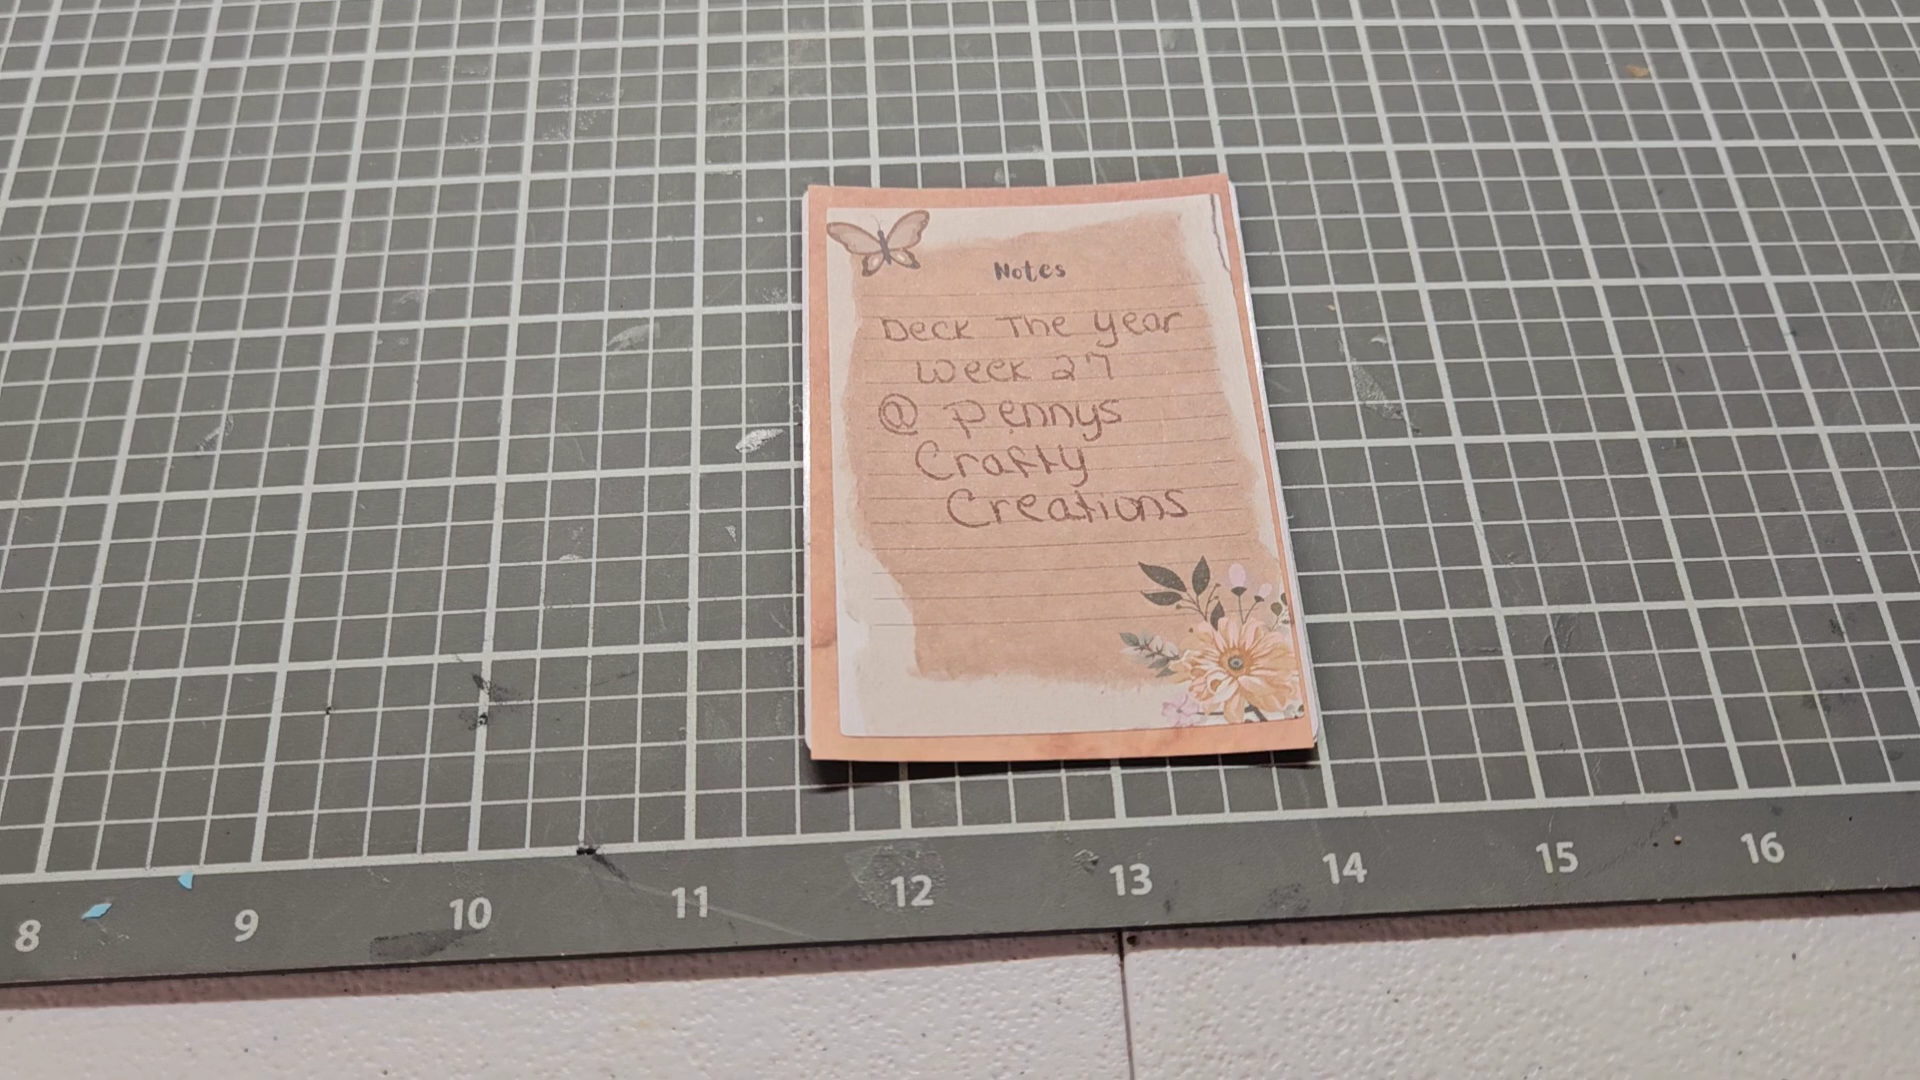 Notes
Deck The year
Week 27
@ Pennys
Crafty
Creations
8 9 10 11 12 13 14 15 16